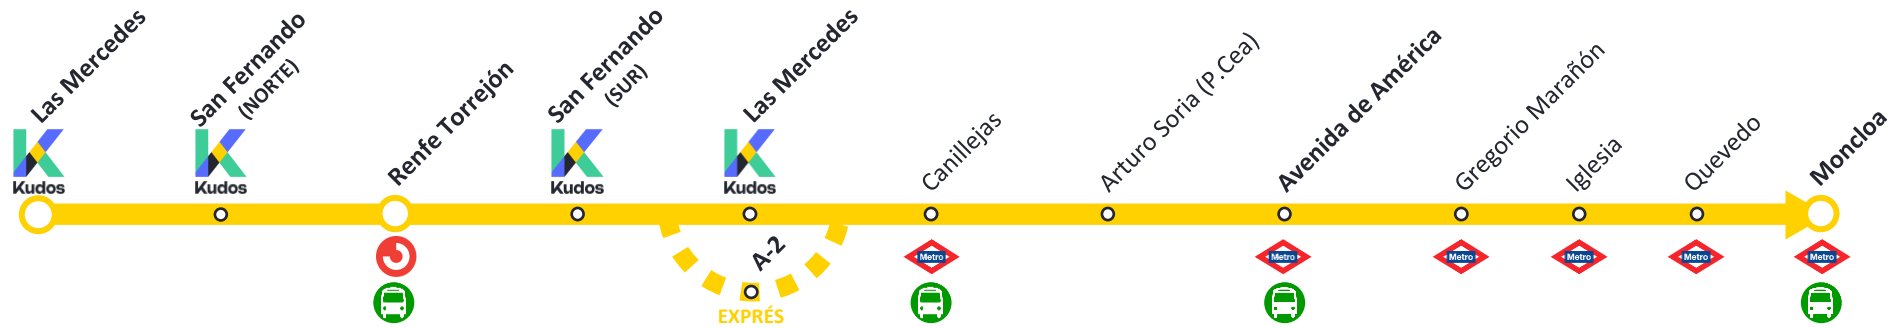 Las Mercedes
San Fernando
(NORTE)
Renfe Torrejón
San Fernando
(SUR)
Las Mercedes
Canillejas
Arturo Soria (P.Cea)
Avenida de América
Gregorio Marañón
Iglesia
Quevedo
Moncloa
Kudos
Kudos
Kudos
Kudos
A-2
EXPRÉS
Metro
Metro
Metro
Metro
Metro
Metro